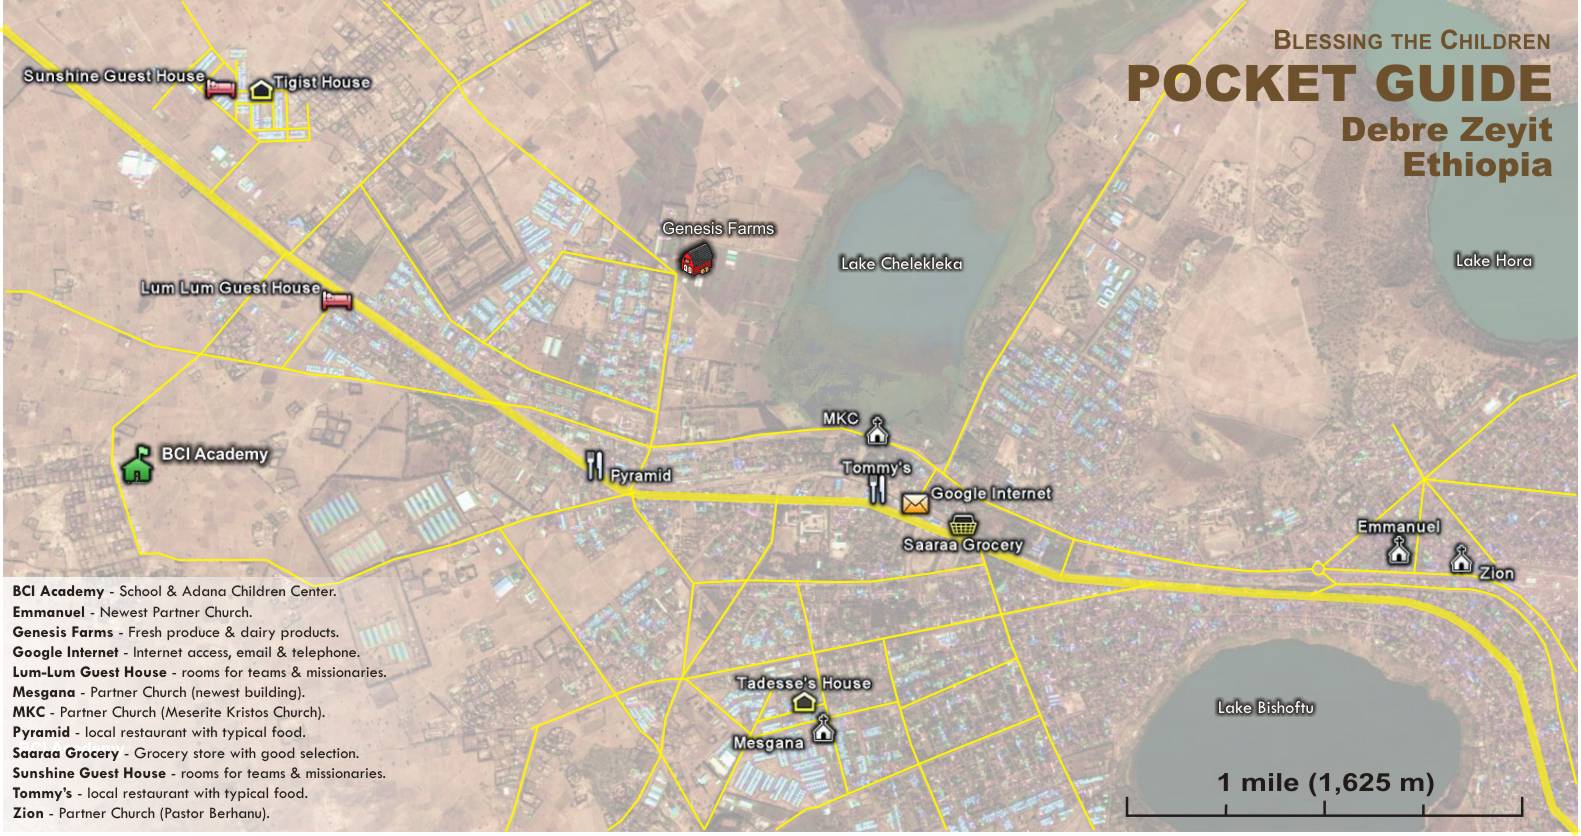 BLESSING THE CHILDREN
POCKET GUIDE
Debre Zeyit
Ethiopia
Sunshine Guest House
Tigist House
Genesis Farms
Lake Chelekleka
Lake Hora
Lum Lum Guest House
MKC
BCI Academy
Pyramid
Tommy's
Google Internet
Saaraa Grocery
Emmanuel
Zion
Tadesse's House
Mesgana
Lake Bishoftu
1 mile (1,625 m)
BCI Academy - School & Adana Children Center.
Emmanuel - Newest Partner Church.
Genesis Farms - Fresh produce & dairy products.
Google Internet - Internet access, email & telephone.
Lum-Lum Guest House - rooms for teams & missionaries.
Mesgana - Partner Church (newest building).
MKC - Partner Church (Meserite Kristos Church).
Pyramid - local restaurant with typical food.
Saaraa Grocery - Grocery store with good selection.
Sunshine Guest House - rooms for teams & missionaries.
Tommy's - local restaurant with typical food.
Zion - Partner Church (Pastor Berhanu).